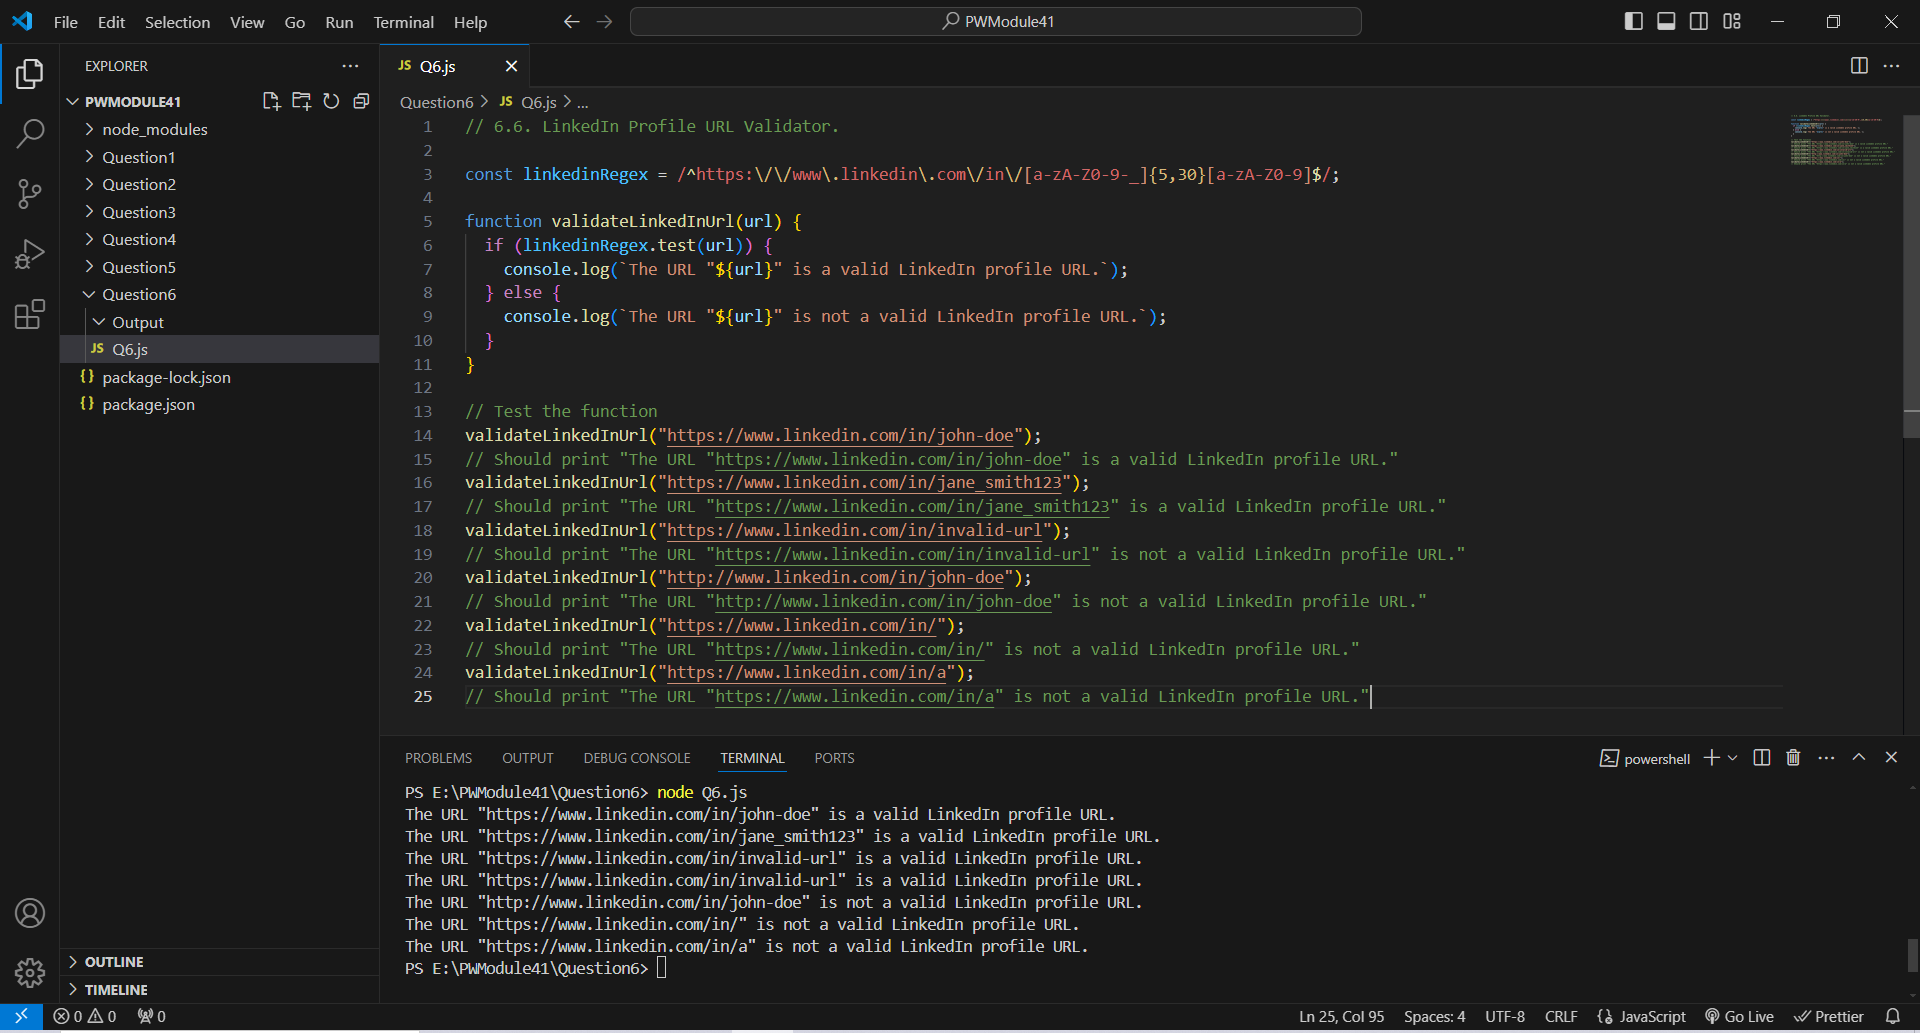 File Edit Selection View Go Run Terminal Help PWModule41
EXPLORER
PWMODULE41
node_modules
Question1
Question2
Question3
Question4
Question5
Question6
Output
JS Q6.js
{} package-lock.json
{} package.json
OUTLINE
TIMELINE
JS Q6.js
Question6 > JS Q6.js > ...
1 // 6.6. LinkedIn Profile URL Validator.
2
3 const linkedinRegex = /^https:\/\/www\.linkedin\.com\/in\/[a-zA-Z0-9-_]{5,30}[a-zA-Z0-9]$/;
4
5 function validateLinkedInUrl(url) {
6 if (linkedinRegex.test(url)) {
7 console.log(`The URL "${url}" is a valid LinkedIn profile URL.`);
8 } else {
9 console.log(`The URL "${url}" is not a valid LinkedIn profile URL.`);
10 }
11 }
12
13 // Test the function
14 validateLinkedInUrl("https://www.linkedin.com/in/john-doe");
15 // Should print "The URL "https://www.linkedin.com/in/john-doe" is a valid LinkedIn profile URL."
16 validateLinkedInUrl("https://www.linkedin.com/in/jane_smith123");
17 // Should print "The URL "https://www.linkedin.com/in/jane_smith123" is a valid LinkedIn profile URL."
18 validateLinkedInUrl("https://www.linkedin.com/in/invalid-url");
19 // Should print "The URL "https://www.linkedin.com/in/invalid-url" is not a valid LinkedIn profile URL."
20 validateLinkedInUrl("http://www.linkedin.com/in/john-doe");
21 // Should print "The URL "http://www.linkedin.com/in/john-doe" is not a valid LinkedIn profile URL."
22 validateLinkedInUrl("https://www.linkedin.com/in/");
23 // Should print "The URL "https://www.linkedin.com/in/" is not a valid LinkedIn profile URL."
24 validateLinkedInUrl("https://www.linkedin.com/in/a");
25 // Should print "The URL "https://www.linkedin.com/in/a" is not a valid LinkedIn profile URL."
PROBLEMS OUTPUT DEBUG CONSOLE TERMINAL PORTS powershell
PS E:\PWModule41\Question6> node Q6.js
The URL "https://www.linkedin.com/in/john-doe" is a valid LinkedIn profile URL.
The URL "https://www.linkedin.com/in/jane_smith123" is a valid LinkedIn profile URL.
The URL "https://www.linkedin.com/in/invalid-url" is a valid LinkedIn profile URL.
The URL "https://www.linkedin.com/in/invalid-url" is a valid LinkedIn profile URL.
The URL "http://www.linkedin.com/in/john-doe" is not a valid LinkedIn profile URL.
The URL "https://www.linkedin.com/in/" is not a valid LinkedIn profile URL.
The URL "https://www.linkedin.com/in/a" is not a valid LinkedIn profile URL.
PS E:\PWModule41\Question6>
0 0 0 Ln 25, Col 95 Spaces: 4 UTF-8 CRLF {} JavaScript Go Live Prettier